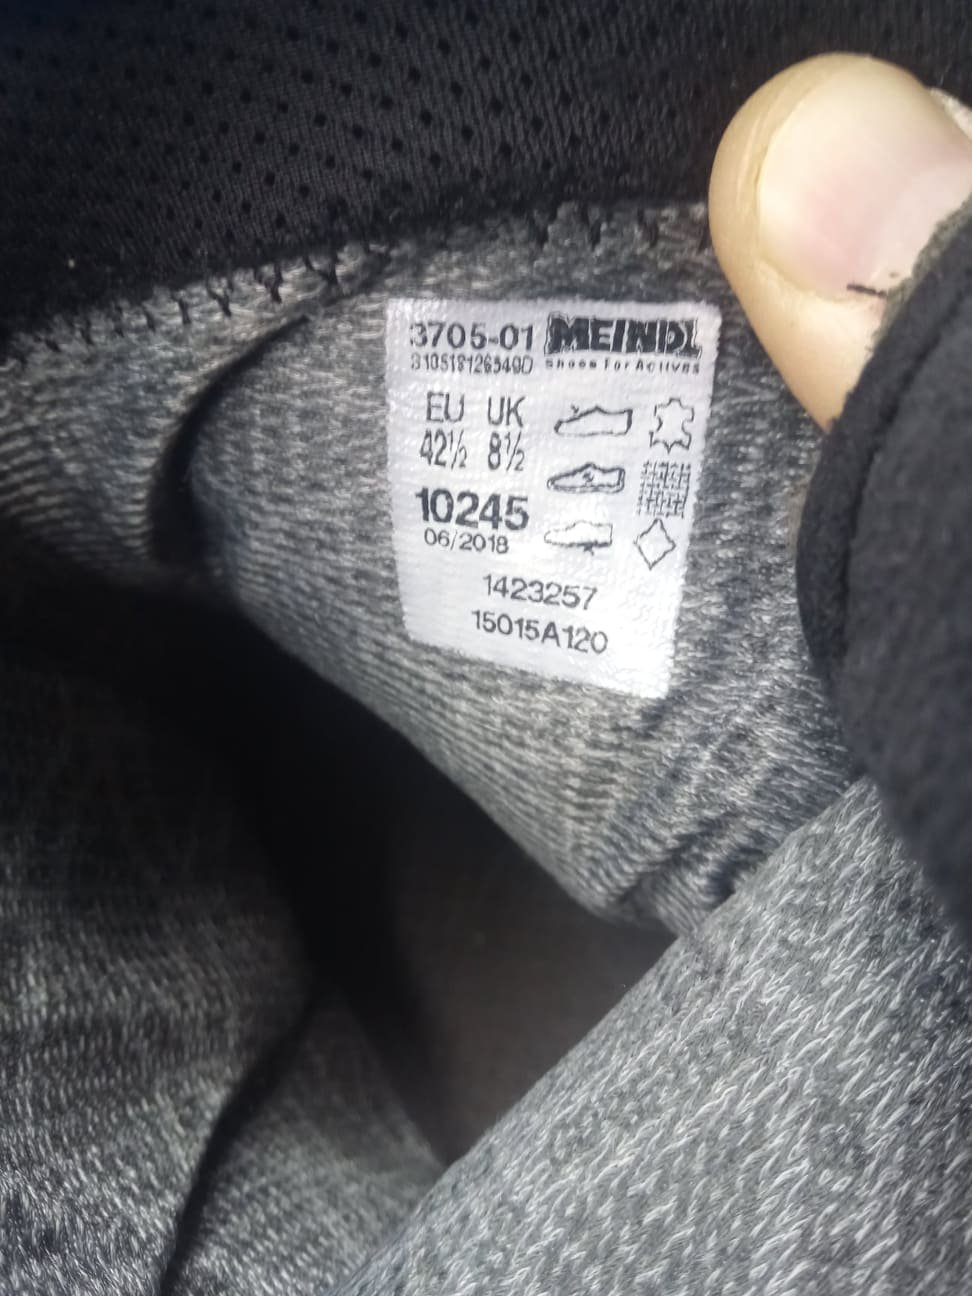 3705-01 MEINDL
Shoes For Actives
EU UK
42½ 8½
10245
06/2018
1423257
15015A120